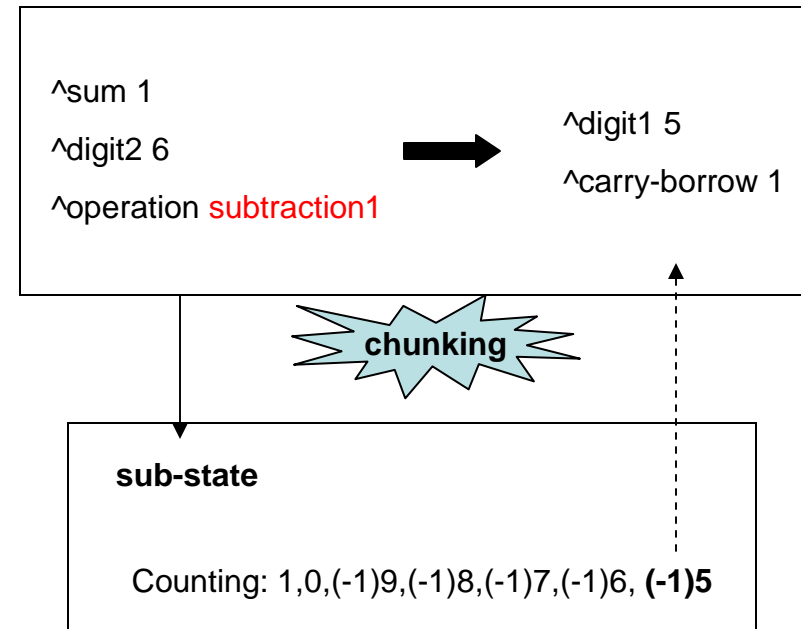 ^sum 1
^digit2 6
^operation subtraction1
^digit1 5
^carry-borrow 1
chunking
sub-state
Counting: 1,0,(-1)9,(-1)8,(-1)7,(-1)6, (-1)5